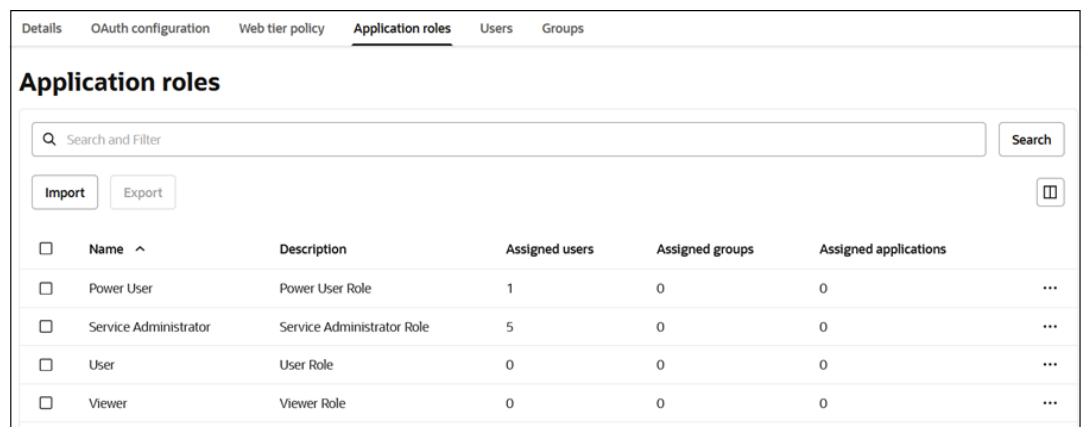 Details OAuth configuration Web tier policy Application roles Users Groups
Application roles
Search and Filter Search
Import Export
Name Description Assigned users Assigned groups Assigned applications
Power User Power User Role 1 0 0 ...
Service Administrator Service Administrator Role 5 0 0 ...
User User Role 0 0 0 ...
Viewer Viewer Role 0 0 0 ...